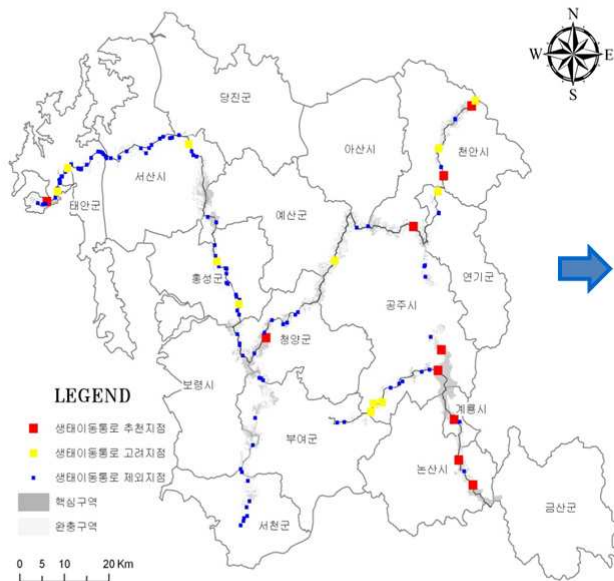 N
W E
S
당진군
아산시
천안시
서산시
태안군
예산군
홍성군
연기군
공주시
청양군
보령시
계룡시
부여군
논산시
금산군
서천군
LEGEND
생태이동통로 추천지점
생태이동통로 고려지점
생태이동통로 제외지점
핵심구역
완충구역
0 5 10 20 Km